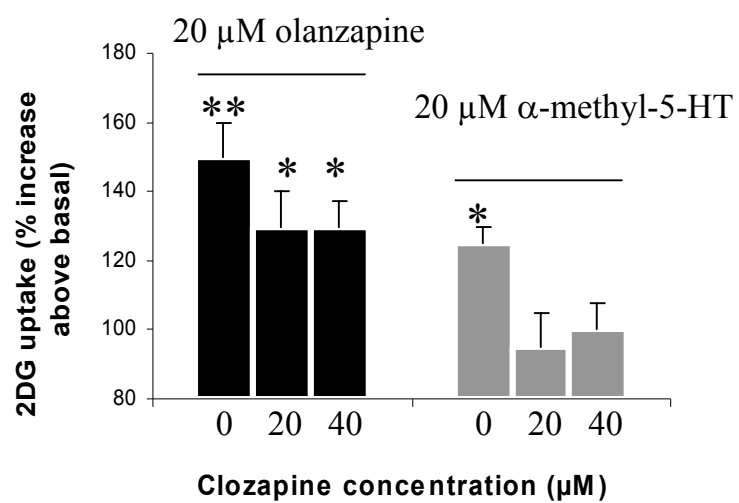 20 µM olanzapine
20 µM α-methyl-5-HT
2DG uptake (% increase
above basal)
180
160
140
120
100
80
**
*
*
*
0 20 40
0 20 40
Clozapine concentration (µM)